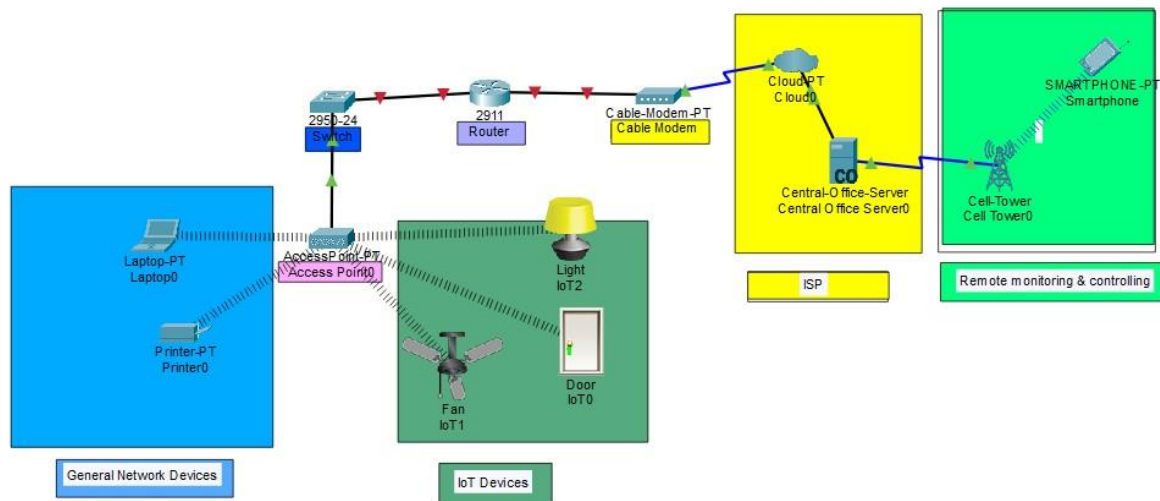 Cloud-PT
Cloud0
SMARTPHONE-PT
Smartphone
2950-24
Switch
2911
Router
Cable-Modem-PT
Cable Modem
CO
Central-Office-Server
Central Office Server0
Cell-Tower
Cell Tower0
Laptop-PT
Laptop0
AccessPoint-PT
Access Point0
Light
IoT2
ISP
Remote monitoring & controlling
Printer-PT
Printer0
Fan
IoT1
Door
IoT0
General Network Devices
IoT Devices